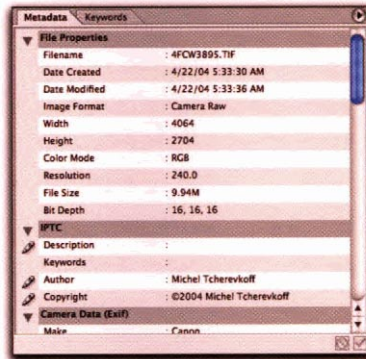 Metadata Keywords
File Properties
Filename : 4FCW3895.TIF
Date Created : 4/22/04 5:33:30 AM
Date Modified : 4/22/04 5:33:36 AM
Image Format : Camera Raw
Width : 4064
Height : 2704
Color Mode : RGB
Resolution : 240.0
File Size : 9.94M
Bit Depth : 16, 16, 16
IPTC
Description :
Keywords :
Author : Michel Tcherevkoff
Copyright : ©2004 Michel Tcherevkoff
Camera Data (Exif)
Make : Canon